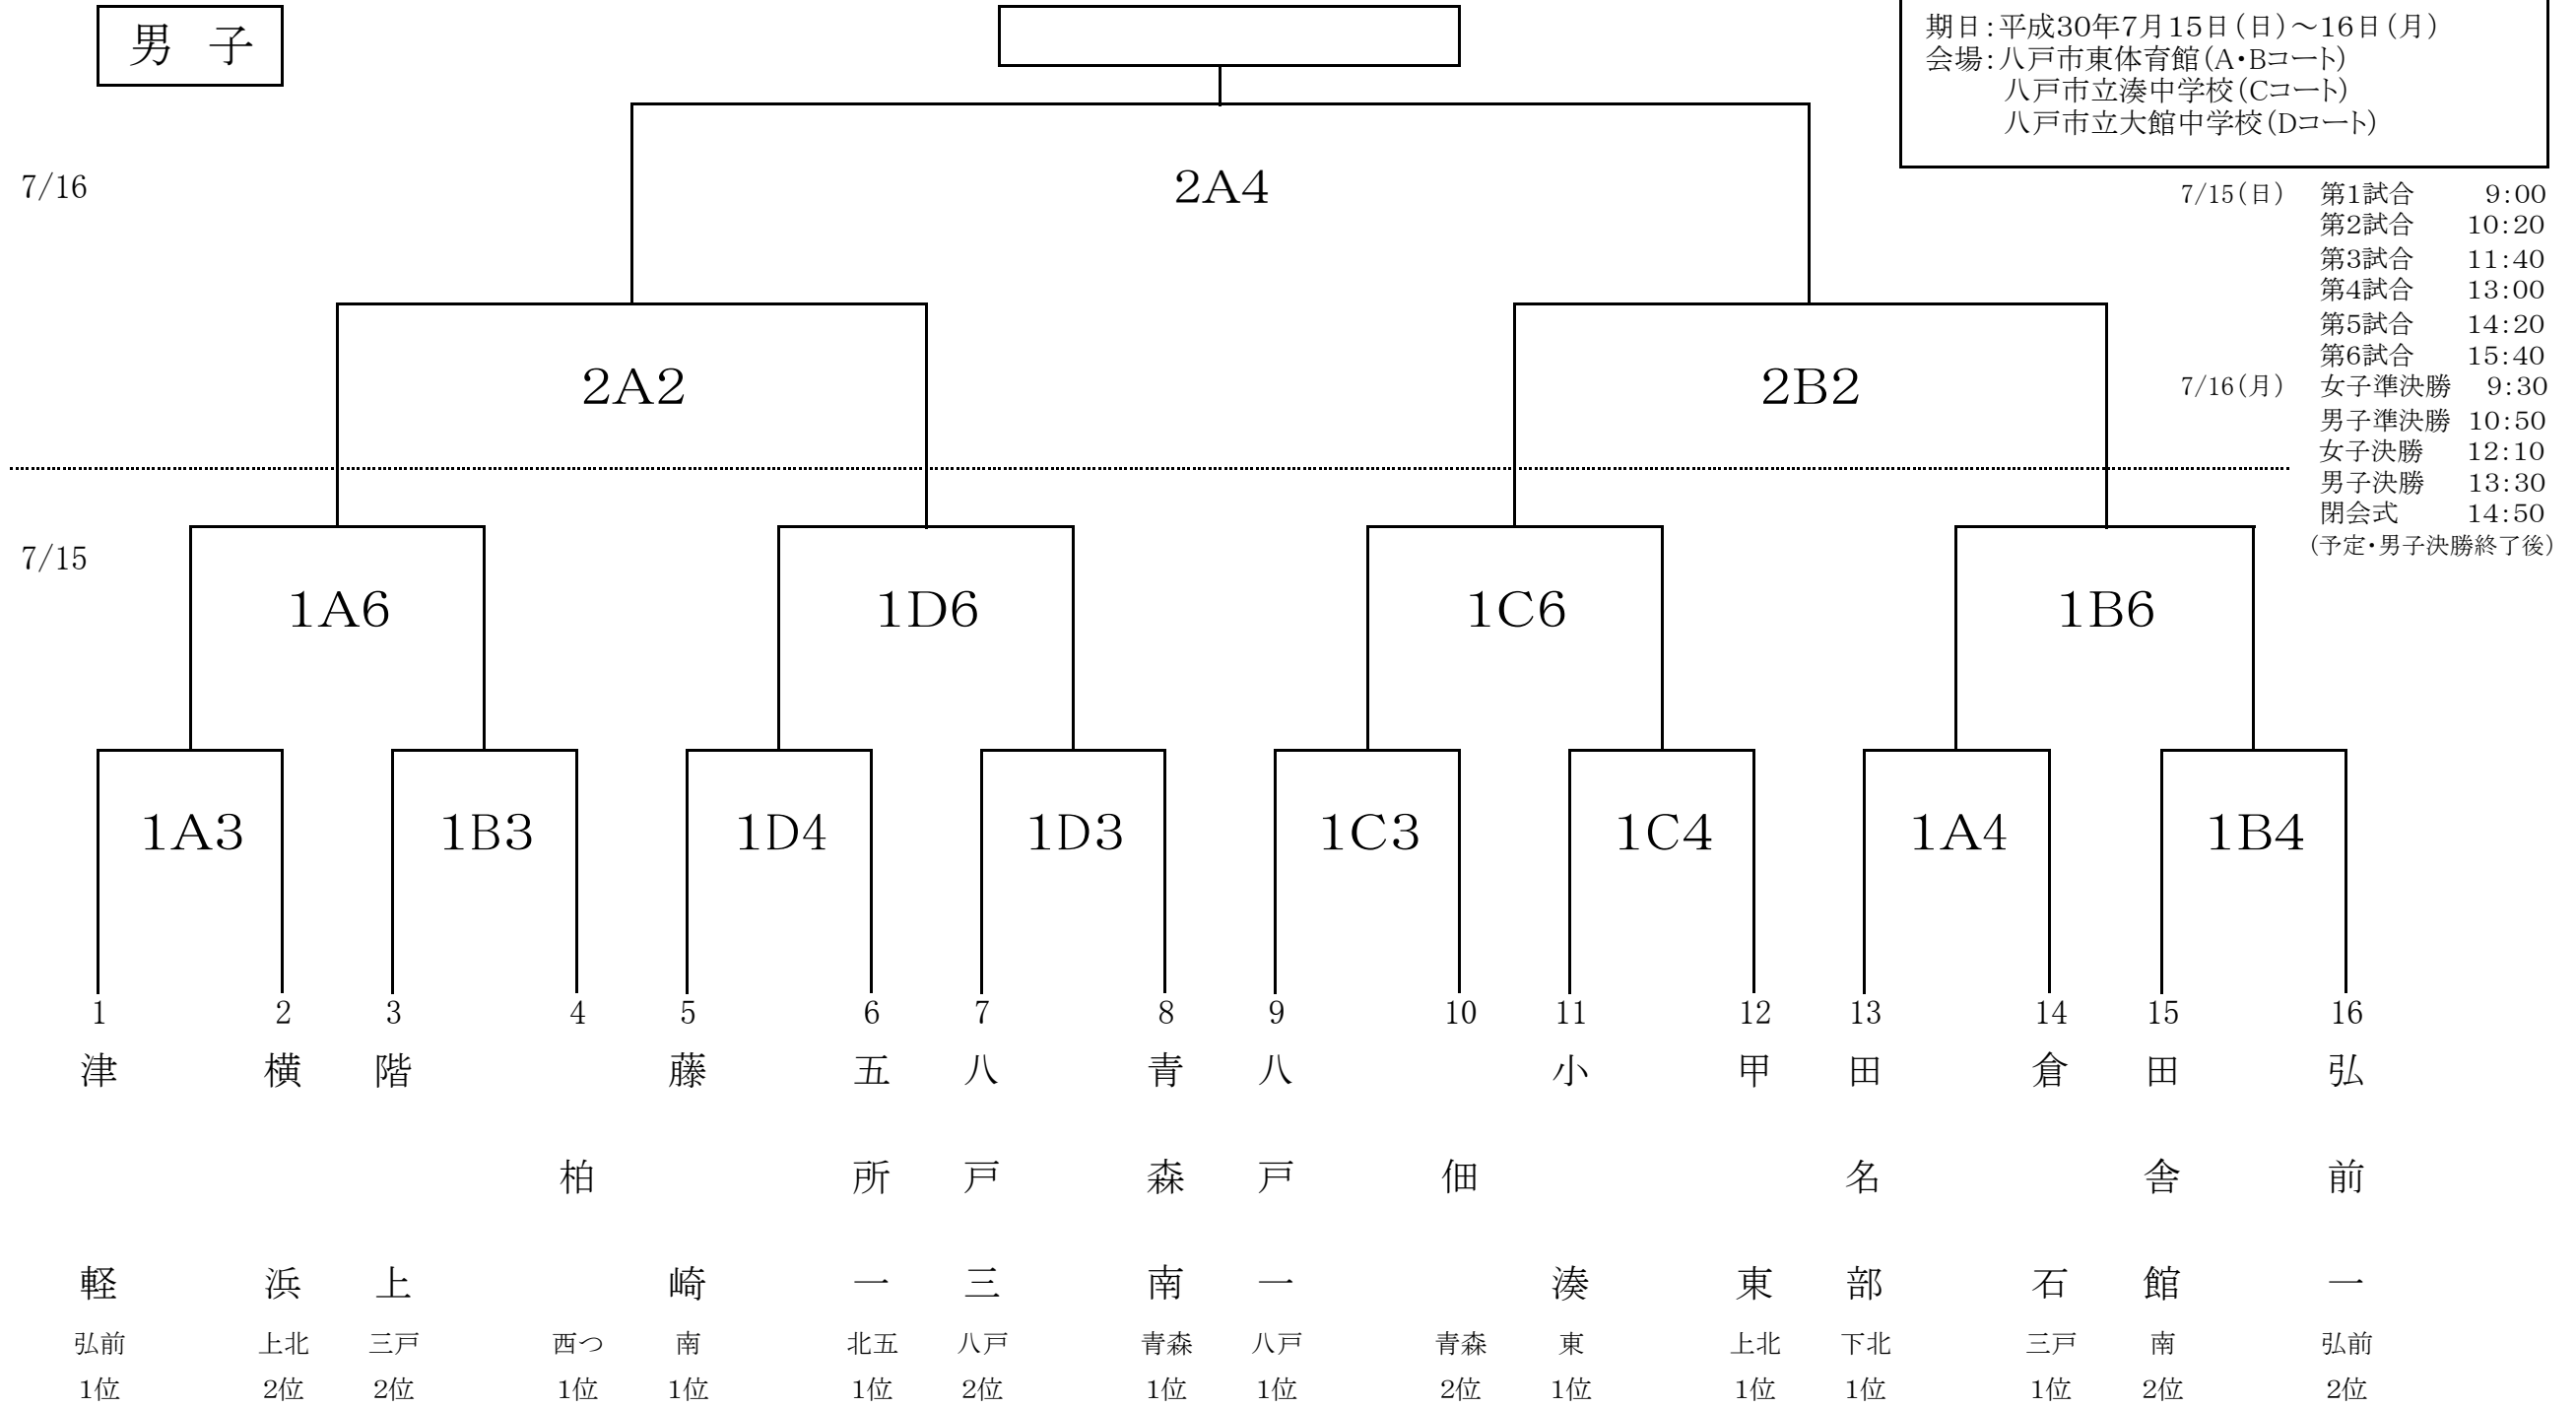 男 子
期日：平成30年7月15日（日）～16日（月）
会場：八戸市東体育館（A・Bコート）
八戸市立湊中学校（Cコート）
八戸市立大館中学校（Dコート）
7/16
2A4
7/15（日） 第1試合 9：00
第2試合 10：20
第3試合 11：40
第4試合 13：00
第5試合 14：20
第6試合 15：40
7/16（月） 女子準決勝 9：30
男子準決勝 10：50
女子決勝 12：10
男子決勝 13：30
閉会式 14：50
（予定・男子決勝終了後）
2A2 2B2
7/15
1A6 1D6 1C6 1B6
1A3 1B3 1D4 1D3 1C3 1C4 1A4 1B4
1 2 3 4 5 6 7 8 9 10 11 12 13 14 15 16
津軽
横浜
階上
柏
藤崎
五所一
八戸三
青森南
八戸一
佃
小湊
甲東
田名部
倉石
田舎館
弘前一
弘前 上北 三戸 西つ 南 北五 八戸 青森 八戸 青森 東 上北 下北 三戸 南 弘前
1位 2位 2位 1位 1位 1位 2位 1位 1位 2位 1位 1位 1位 1位 2位 2位